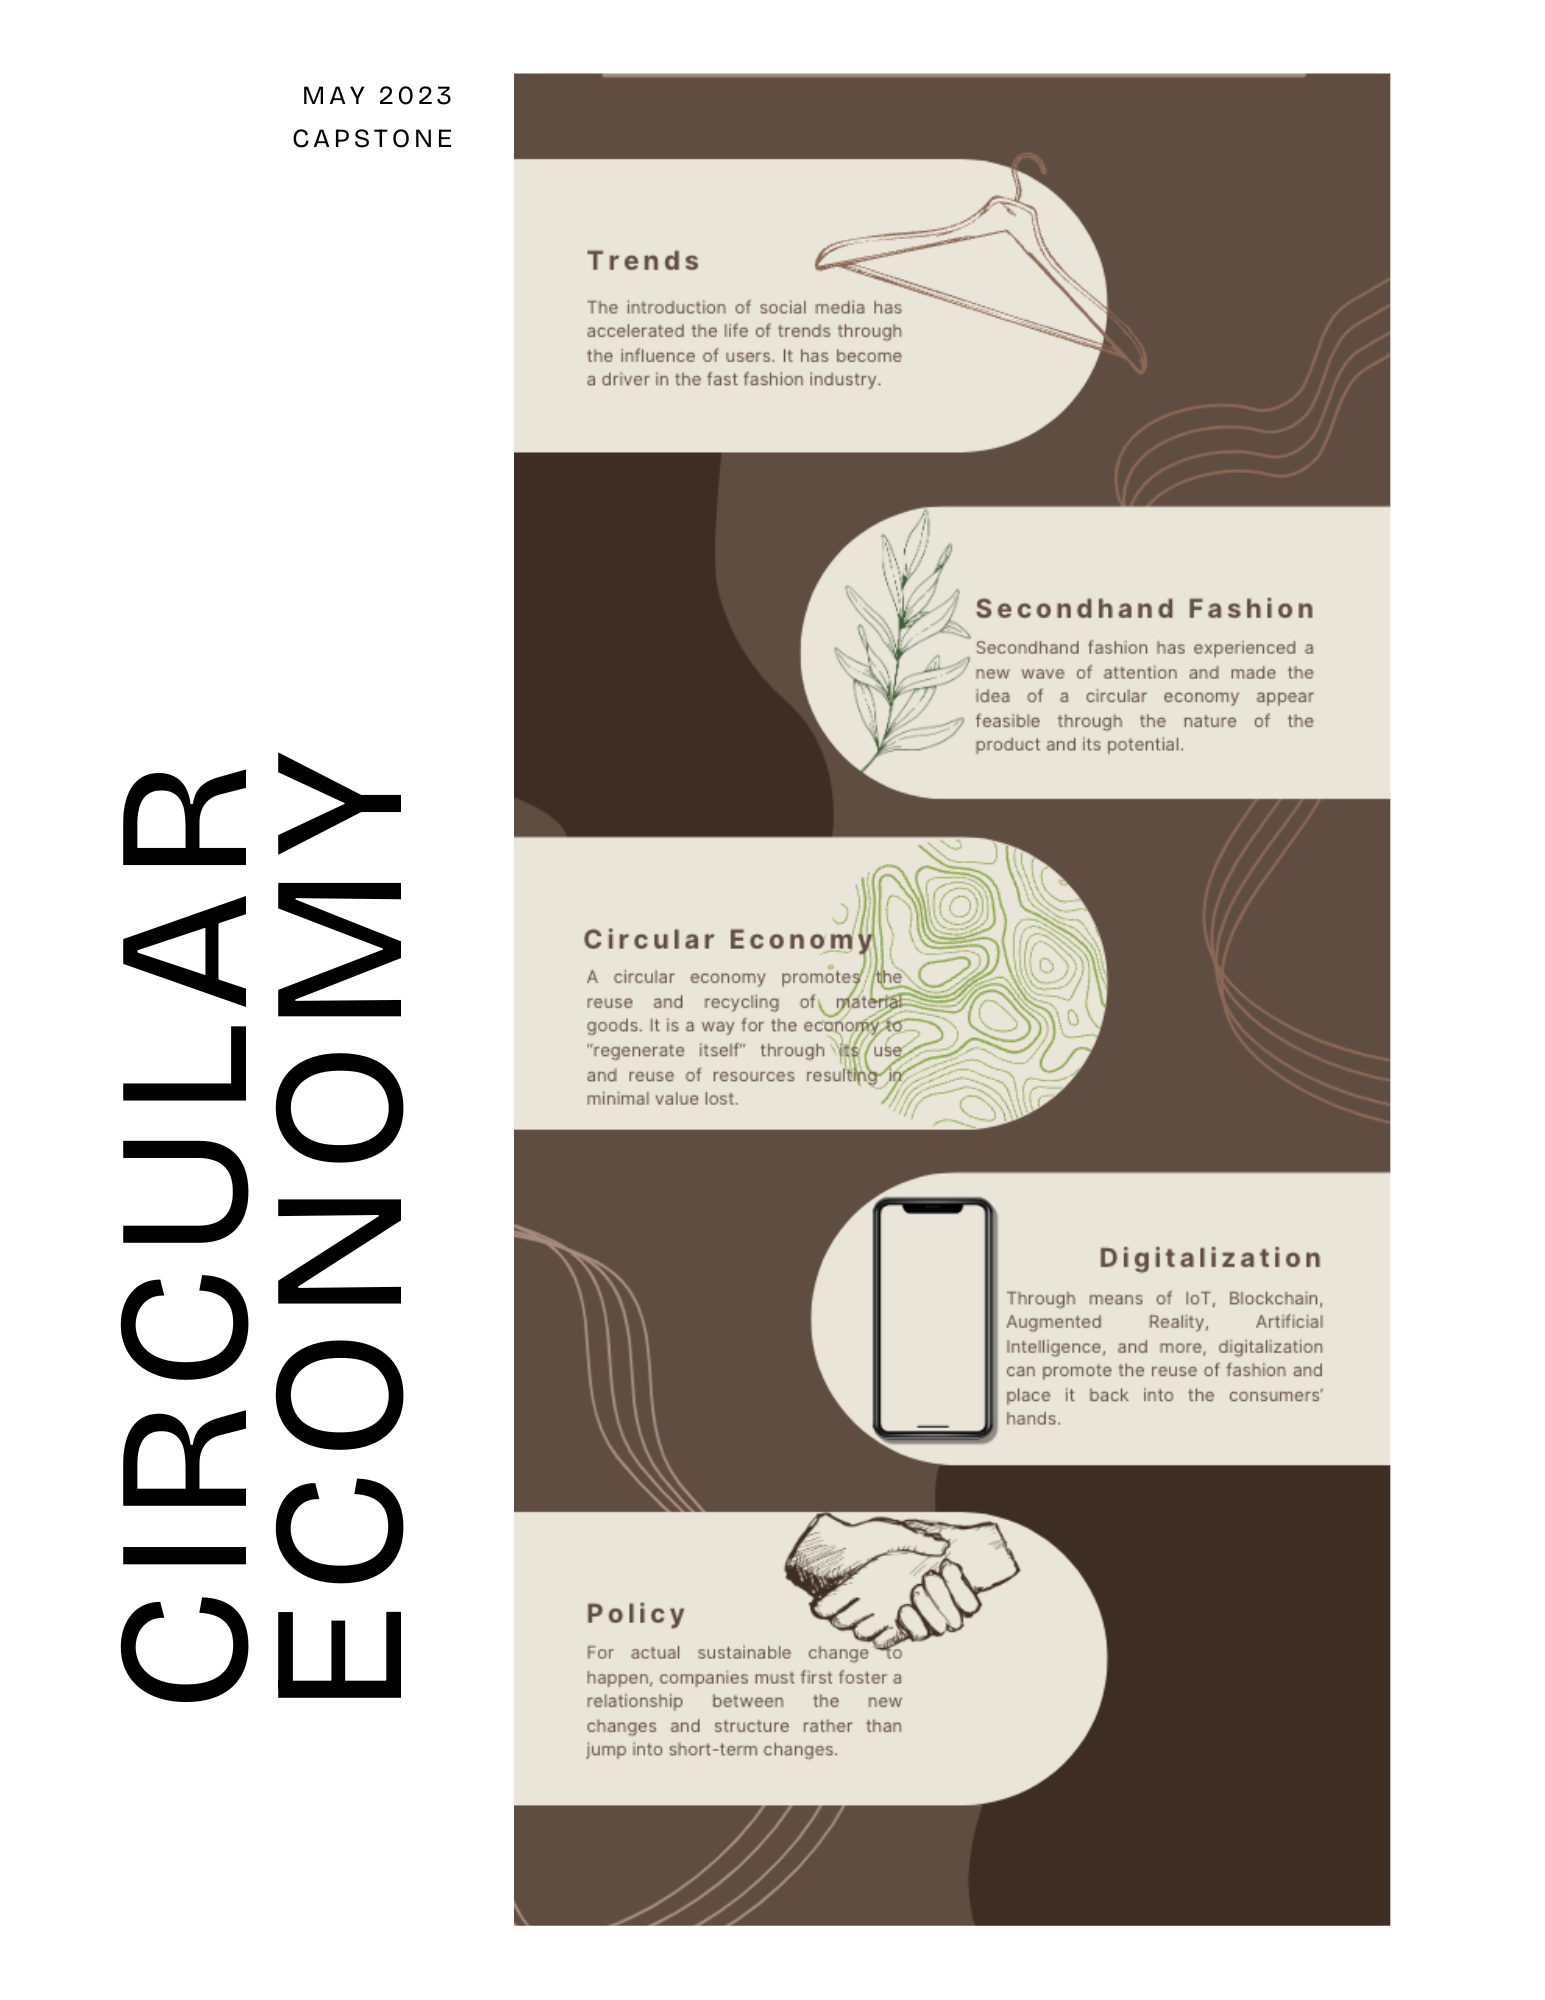 MAY 2023
CAPSTONE
CIRCULAR
ECONOMY
Trends
The introduction of social media has
accelerated the life of trends through
the influence of users. It has become
a driver in the fast fashion industry.
Secondhand Fashion
Secondhand fashion has experienced a
new wave of attention and made the
idea of a circular economy appear
feasible through the nature of the
product and its potential.
Circular Economy
A circular economy promotes the
reuse and recycling of material
goods. It is a way for the economy to
"regenerate itself" through its use
and reuse of resources resulting in
minimal value lost.
Digitalization
Through means of IoT, Blockchain,
Augmented Reality, Artificial
Intelligence, and more, digitalization
can promote the reuse of fashion and
place it back into the consumers'
hands.
Policy
For actual sustainable change to
happen, companies must first foster a
relationship between the new
changes and structure rather than
jump into short-term changes.